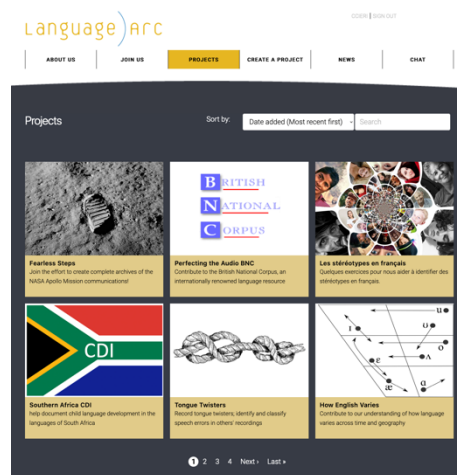 Language)ARC
SIGN OUT
ABOUT US
JOIN US
PROJECTS
CREATE A PROJECT
NEWS
CHAT
Projects
Sort by:
Date added (Most recent first)
Search
BRITISH
NATIONAL
CORPUS
Fearless Steps
Join the effort to create complete archives of the
NASA Apollo Mission communications!
Perfecting the Audio BNC
Contribute to the British National Corpus, an
internationally renowned language resource
Les stéréotypes en français
Quelques exercices pour nous aider à identifier des
stéréotypes en français.
CDI
ɪ
ʊ
u
o
ɛ
ʌ
æ
ɑ
Southern Africa CDI
help document child language development in the
languages of South Africa
Tongue Twisters
Record tongue twisters, identify and classify
speech errors in others' recordings
How English Varies
Contribute to our understanding of how language
varies across time and geography
1 2 3 4 Next › Last »